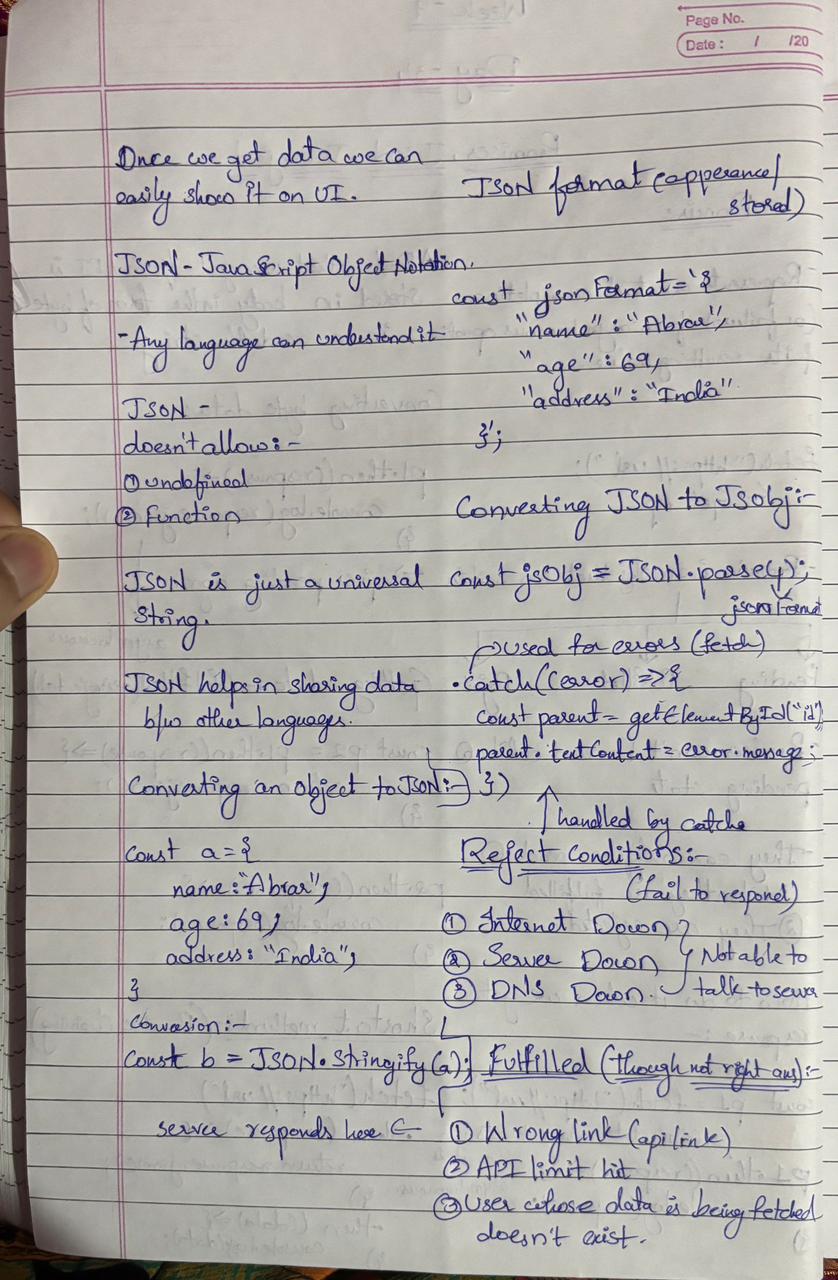 Page No.
Date : / /20
Once we get data we can
easily show it on UI.
JSON - JavaScript Object Notation.
- Any language can understand it
JSON -
doesn't allow :-
① undefined
② Function
JSON is just a universal
string.
JSON helps in sharing data
b/w other languages.
Converting an object to JSON :-
const a = {
name : "Abrar",
age : 69,
address : "India",
}
Convasion :-
const b = JSON.stringify(a);
JSON format (apperance/
stored)
const jsonFormat = '{
"name" : "Abrar",
"age" : 69,
"address" : "India"
}';
Converting JSON to JSobj :-
const jsObj = JSON.parse( );
jsonFormat
used for errors (fetch)
.catch((error) => {
const parent = getElementById("id")
parent.textContent = error.message;
})
handled by catche
Reject Conditions :-
(fail to respond)
① Internet Down
② Server Down
③ DNS Down.
Not able to
talk to server
Fulfilled (though not right ans) :-
server responds here ←
① Wrong link (api link)
② API limit hit
③ User whose data is being fetched
doesn't exist.